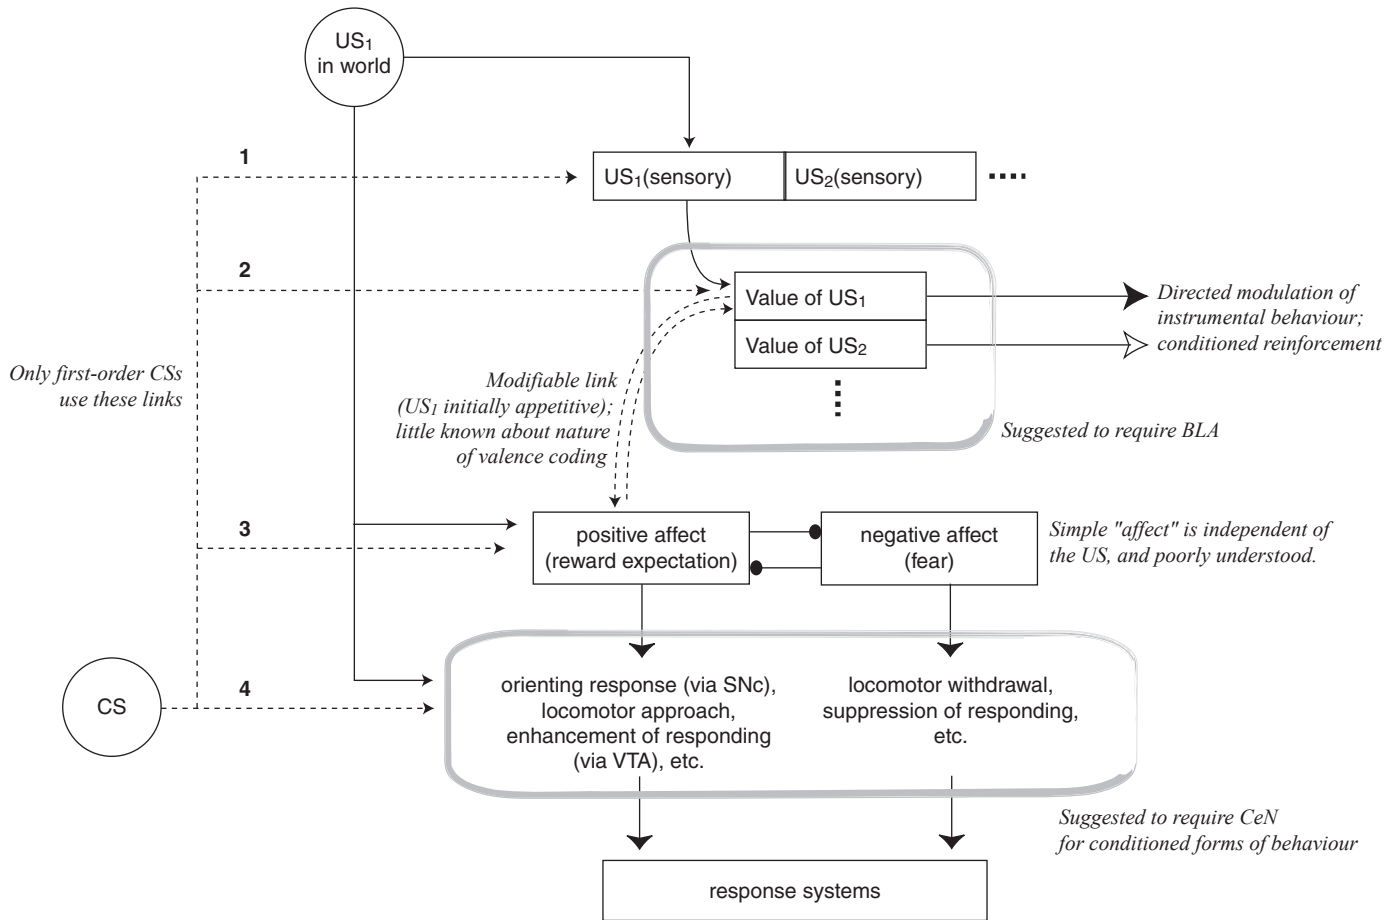 US₁
in world
1
US₁(sensory)
US₂(sensory)
2
Value of US₁
Value of US₂
Directed modulation of
instrumental behaviour;
conditioned reinforcement
Only first-order CSs
use these links
Modifiable link
(US₁ initially appetitive);
little known about nature
of valence coding
Suggested to require BLA
3
positive affect
(reward expectation)
negative affect
(fear)
Simple "affect" is independent of
the US, and poorly understood.
CS
4
orienting response (via SNc),
locomotor approach,
enhancement of responding
(via VTA), etc.
locomotor withdrawal,
suppression of responding,
etc.
Suggested to require CeN
for conditioned forms of behaviour
response systems